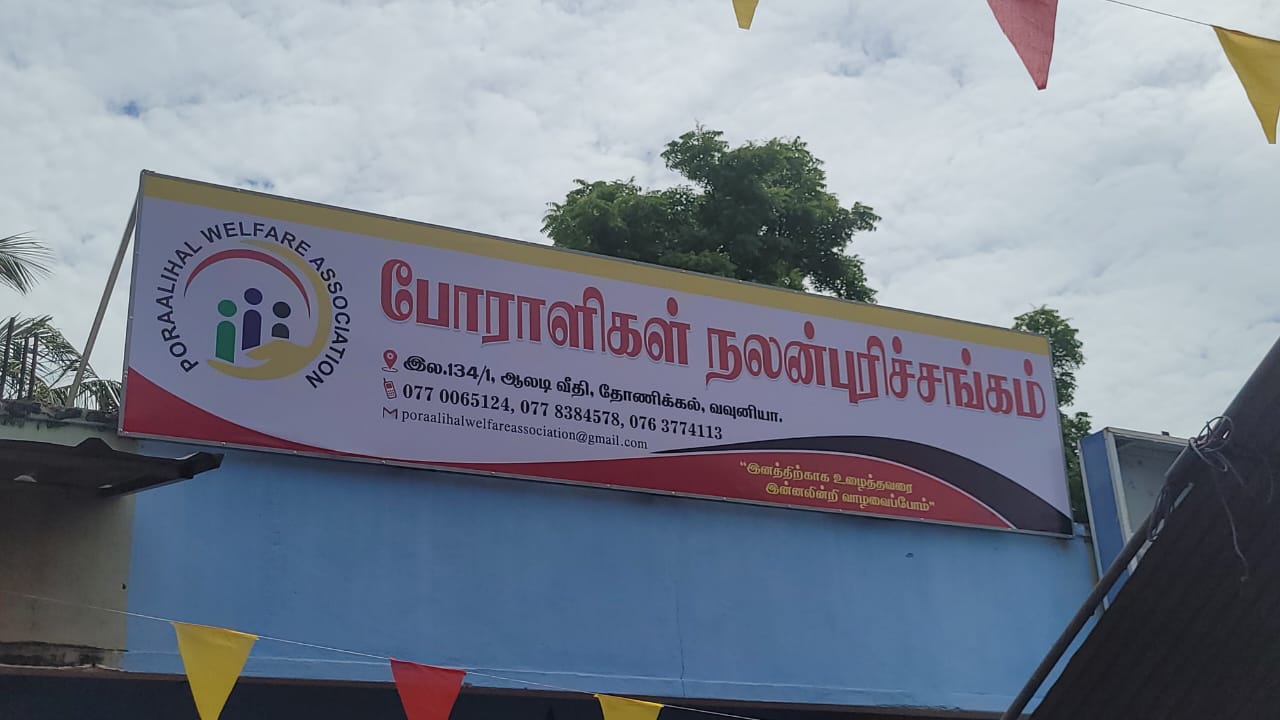 PORAALIHAL WELFARE ASSOCIATION
போராளிகள் நலன்புரிச்சங்கம்
இல.134/1, ஆலடி வீதி, தோணிக்கல், வவுனியா.
077 0065124, 077 8384578, 076 3774113
poraalihalwelfareassociation@gmail.com
“இனத்திற்காக உழைத்தவரை
இன்னலின்றி வாழவைப்போம்”